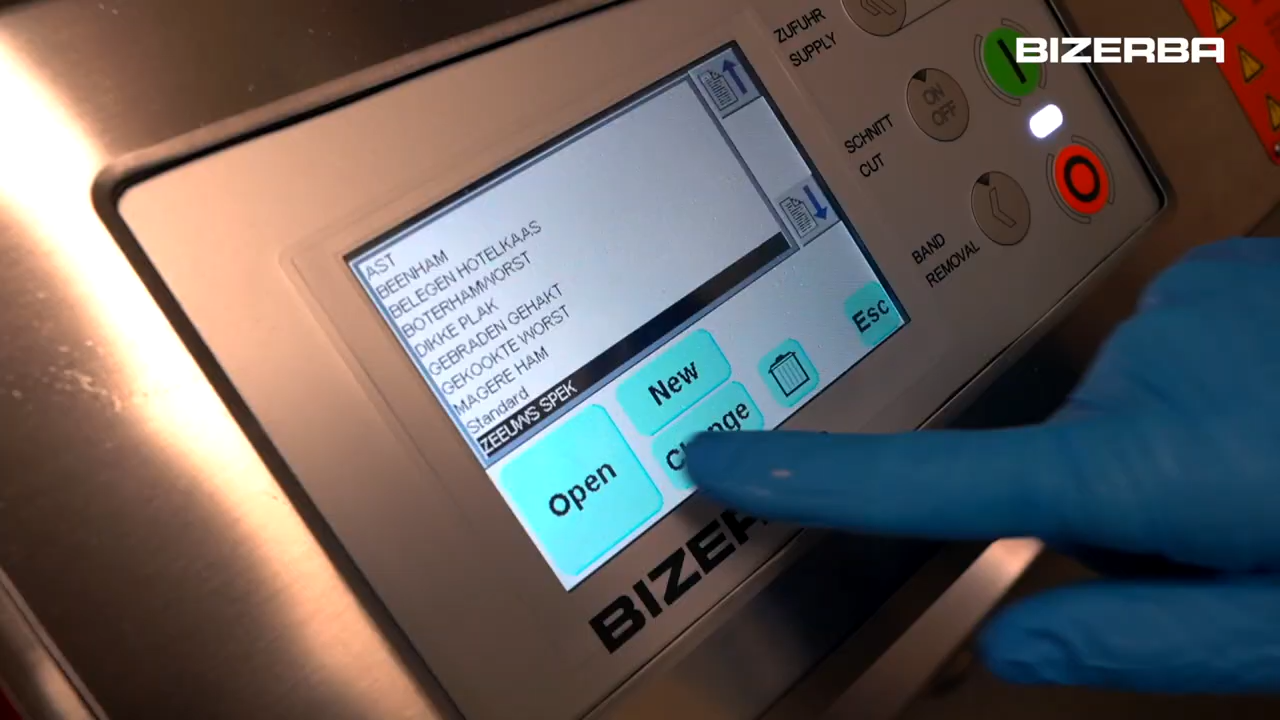 BIZERBA
ZUFUHR
SUPPLY
ON
OFF
SCHNITT
CUT
BAND
REMOVAL
AST
BEENHAM
BELEGEN HOTELKAAS
BOTERHAMWORST
DIKKE PLAK
GEBRADEN GEHAKT
GEKOOKTE WORST
MAGERE HAM
Standard
ZEEUWS SPEK
Esc
New
Change
Open